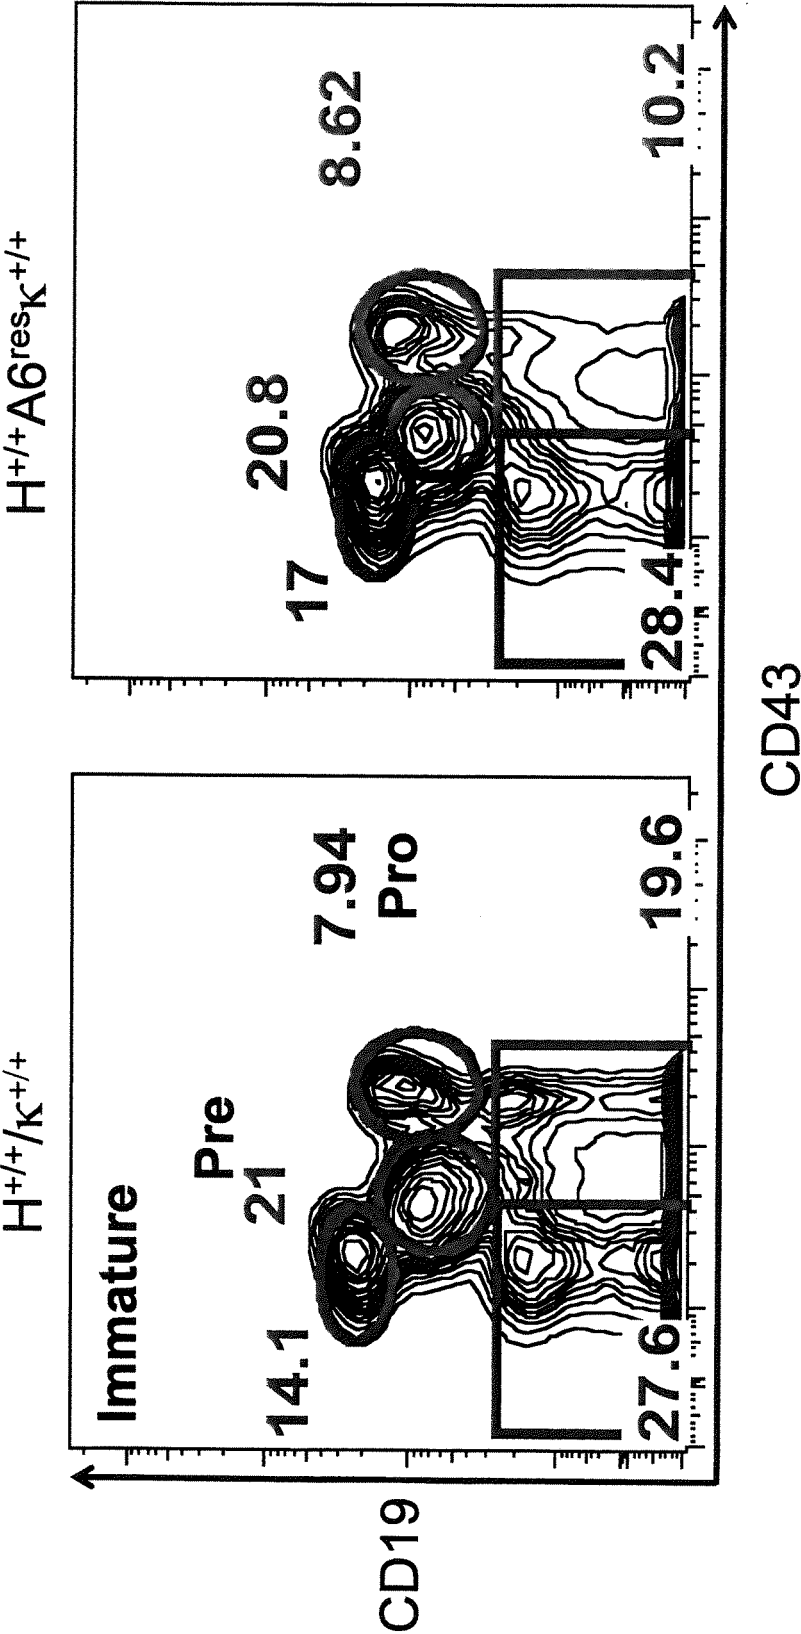 H+/+/κ+/+
H+/+A6resκ+/+
Immature
Pre
14.1
21
7.94
Pro
27.6
19.6
17
20.8
8.62
28.4
10.2
CD19
CD43